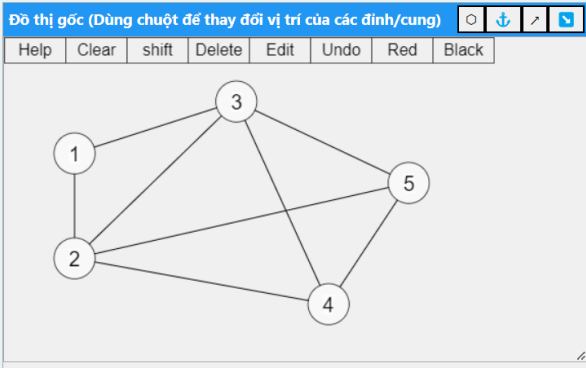 Đồ thị gốc (Dùng chuột để thay đổi vị trí của các đỉnh/cung)
Help Clear shift Delete Edit Undo Red Black
3
1
5
2
4